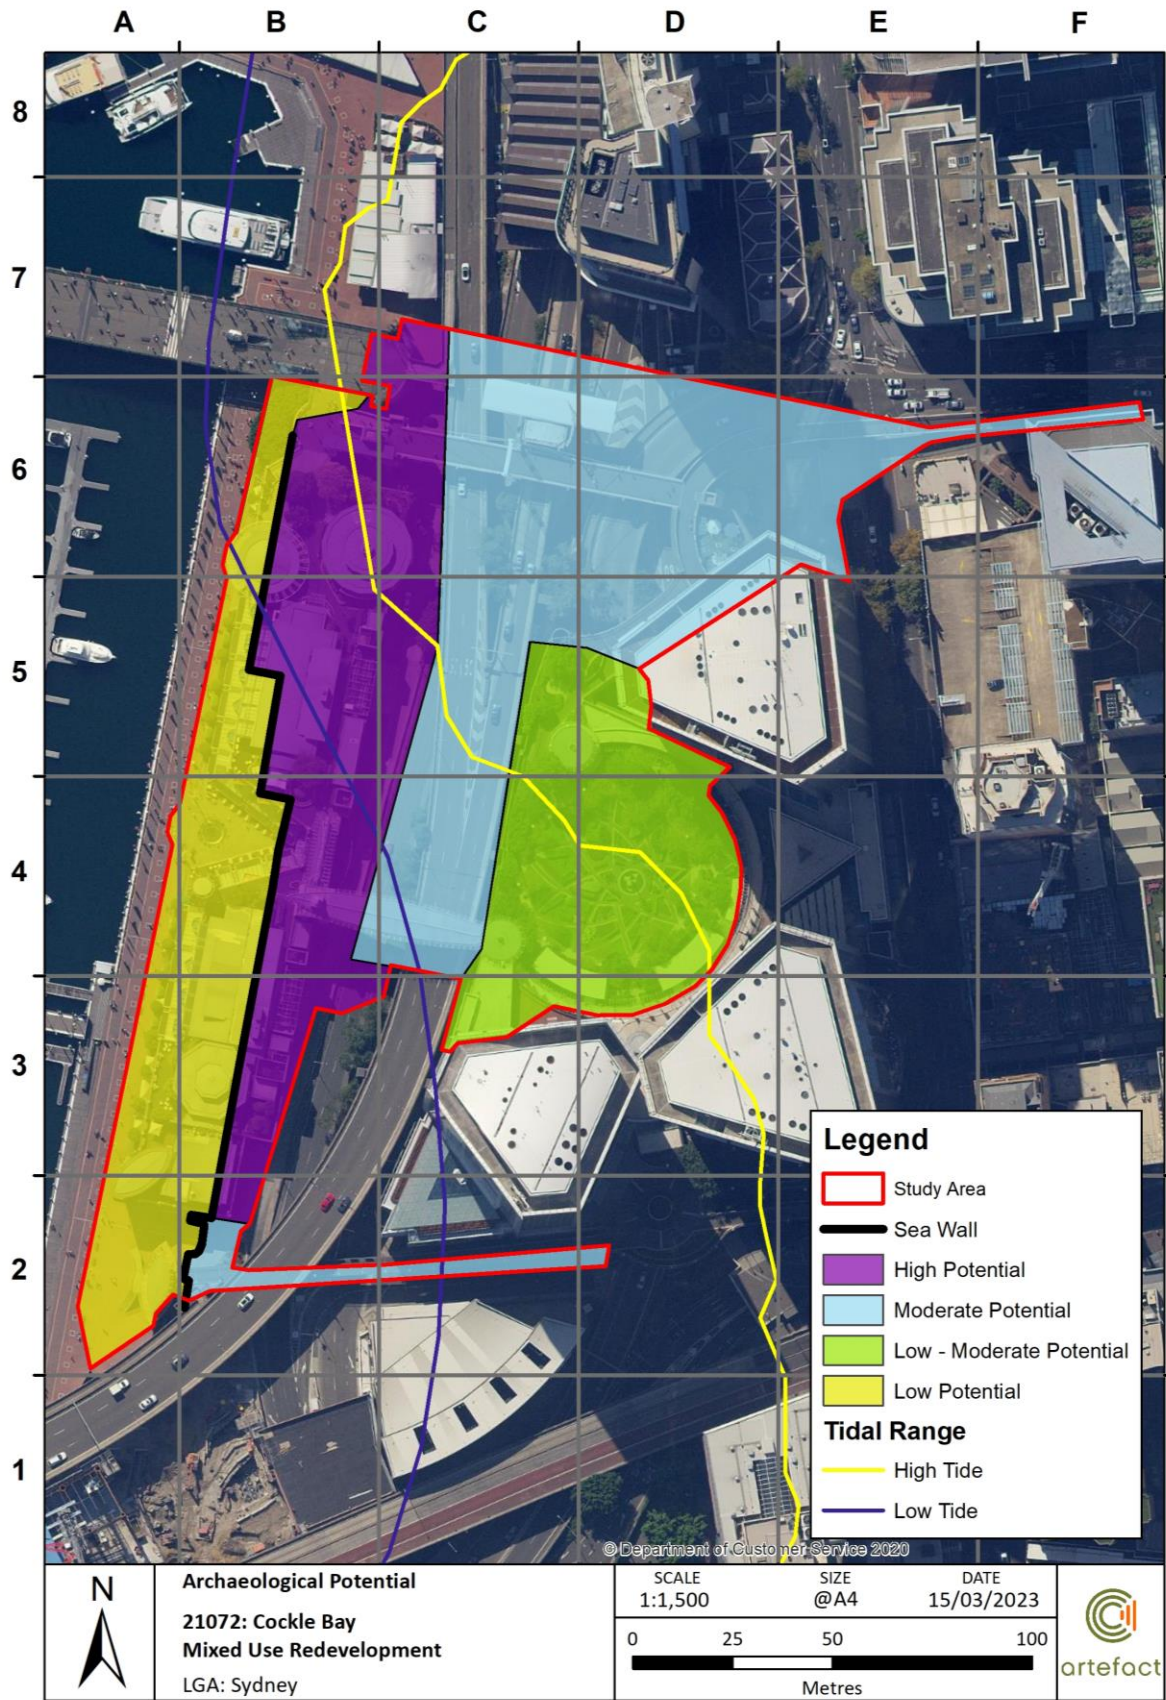 A B C D E F
8
7
6
5
4
3
2
1
Legend
Study Area
Sea Wall
High Potential
Moderate Potential
Low - Moderate Potential
Low Potential
Tidal Range
High Tide
Low Tide
© Department of Customer Service 2020
N
Archaeological Potential
21072: Cockle Bay
Mixed Use Redevelopment
LGA: Sydney
SCALE SIZE DATE
1:1,500 @A4 15/03/2023
0 25 50 100
Metres
artefact